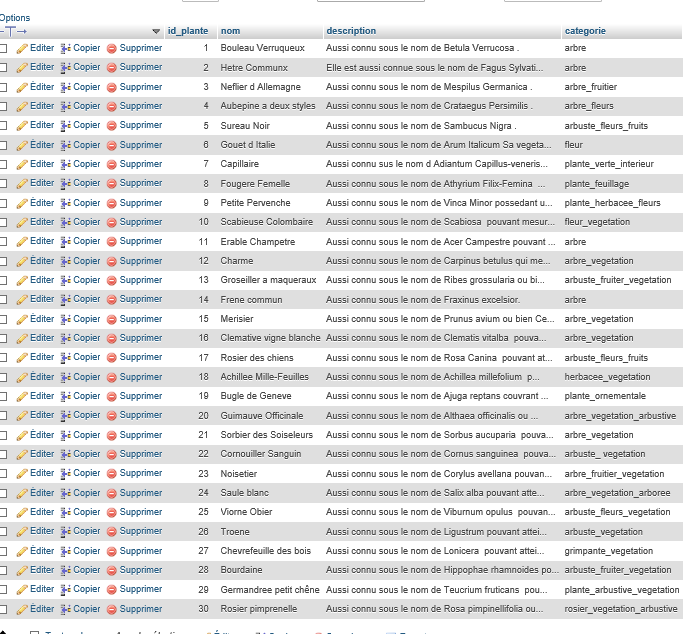 Options
id_plante nom description categorie
Editer Copier Supprimer 1 Bouleau Verruqueux Aussi connu sous le nom de Betula Verrucosa . arbre
Editer Copier Supprimer 2 Hetre Communx Elle est aussi connue sous le nom de Fagus Sylvati... arbre
Editer Copier Supprimer 3 Neflier d Allemagne Aussi connu sous le nom de Mespilus Germanica . arbre_fruitier
Editer Copier Supprimer 4 Aubepine a deux styles Aussi connu sous le nom de Crataegus Persimilis . arbre_fleurs
Editer Copier Supprimer 5 Sureau Noir Aussi connu sous le nom de Sambucus Nigra . arbuste_fleurs_fruits
Editer Copier Supprimer 6 Gouet d Italie Aussi connu sous le nom de Arum Italicum Sa vegeta... fleur
Editer Copier Supprimer 7 Capillaire Aussi connu sus le nom d Adiantum Capillus-veneris... plante_verte_interieur
Editer Copier Supprimer 8 Fougere Femelle Aussi connu sous le nom de Athyrium Filix-Femina ... plante_feuillage
Editer Copier Supprimer 9 Petite Pervenche Aussi connu sous le nom de Vinca Minor possedant u... plante_herbacee_fleurs
Editer Copier Supprimer 10 Scabieuse Colombaire Aussi connu sous le nom de Scabiosa pouvant mesur... fleur_vegetation
Editer Copier Supprimer 11 Erable Champetre Aussi connu sous le nom de Acer Campestre pouvant ... arbre
Editer Copier Supprimer 12 Charme Aussi connu sous le nom de Carpinus betulus qui me... arbre_vegetation
Editer Copier Supprimer 13 Groseiller a maqueraux Aussi connu sous le nom de Ribes grossularia ou bi... arbuste_fruiter_vegetation
Editer Copier Supprimer 14 Frene commun Aussi connu sous le nom de Fraxinus excelsior. arbre
Editer Copier Supprimer 15 Merisier Aussi connu sous le nom de Prunus avium ou bien Ce... arbre_vegetation
Editer Copier Supprimer 16 Clemative vigne blanche Aussi connu sous le nom de Clematis vitalba pouva... arbre_vegetation
Editer Copier Supprimer 17 Rosier des chiens Aussi connu sous le nom de Rosa Canina pouvant at... arbuste_fleurs_fruits
Editer Copier Supprimer 18 Achillee Mille-Feuilles Aussi connu sous le nom de Achillea millefolium p... herbacee_vegetation
Editer Copier Supprimer 19 Bugle de Geneve Aussi connu sous le nom de Ajuga reptans couvrant ... plante_ornementale
Editer Copier Supprimer 20 Guimauve Officinale Aussi connu sous le nom de Althaea officinalis ou ... arbre_vegetation_arbustive
Editer Copier Supprimer 21 Sorbier des Soiseleurs Aussi connu sous le nom de Sorbus aucuparia pouva... arbre_vegetation
Editer Copier Supprimer 22 Cornouiller Sanguin Aussi connu sous le nom de Cornus sanguinea pouva... arbuste_ vegetation
Editer Copier Supprimer 23 Noisetier Aussi connu sous le nom de Corylus avellana pouvan... arbre_fruitier_vegetation
Editer Copier Supprimer 24 Saule blanc Aussi connu sous le nom de Salix alba pouvant atte... arbre_vegetation_arboree
Editer Copier Supprimer 25 Viorne Obier Aussi connu sous le nom de Viburnum opulus pouvan... arbuste_fleurs_vegetation
Editer Copier Supprimer 26 Troene Aussi connu sous le nom de Ligustrum pouvant attei... arbuste_vegetation
Editer Copier Supprimer 27 Chevrefeuille des bois Aussi connu sous le nom de Lonicera pouvant attei... grimpante_vegetation
Editer Copier Supprimer 28 Bourdaine Aussi connu sous le nom de Hippophae rhamnoides po... arbuste_fruiter_vegetation
Editer Copier Supprimer 29 Germandree petit chêne Aussi connu sous le nom de Teucrium fruticans pou... plante_arbustive_vegetation
Editer Copier Supprimer 30 Rosier pimprenelle Aussi connu sous le nom de Rosa pimpinellifolia ou... rosier_vegetation_arbustive